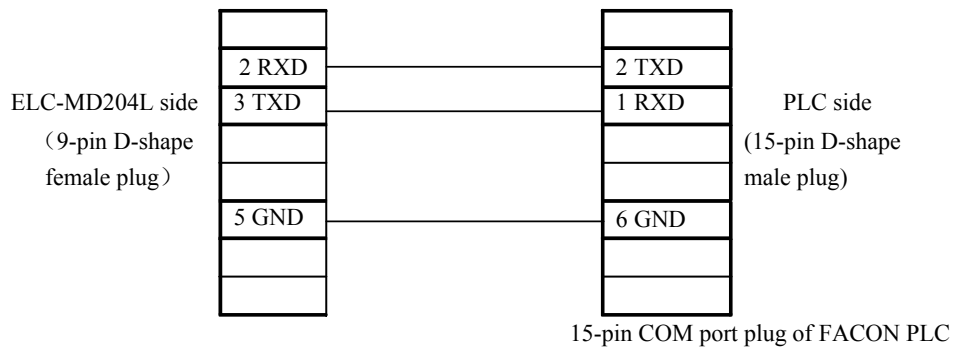 2 RXD
2 TXD
ELC-MD204L side
3 TXD
1 RXD
PLC side
（9-pin D-shape
(15-pin D-shape
female plug）
male plug)
5 GND
6 GND
15-pin COM port plug of FACON PLC